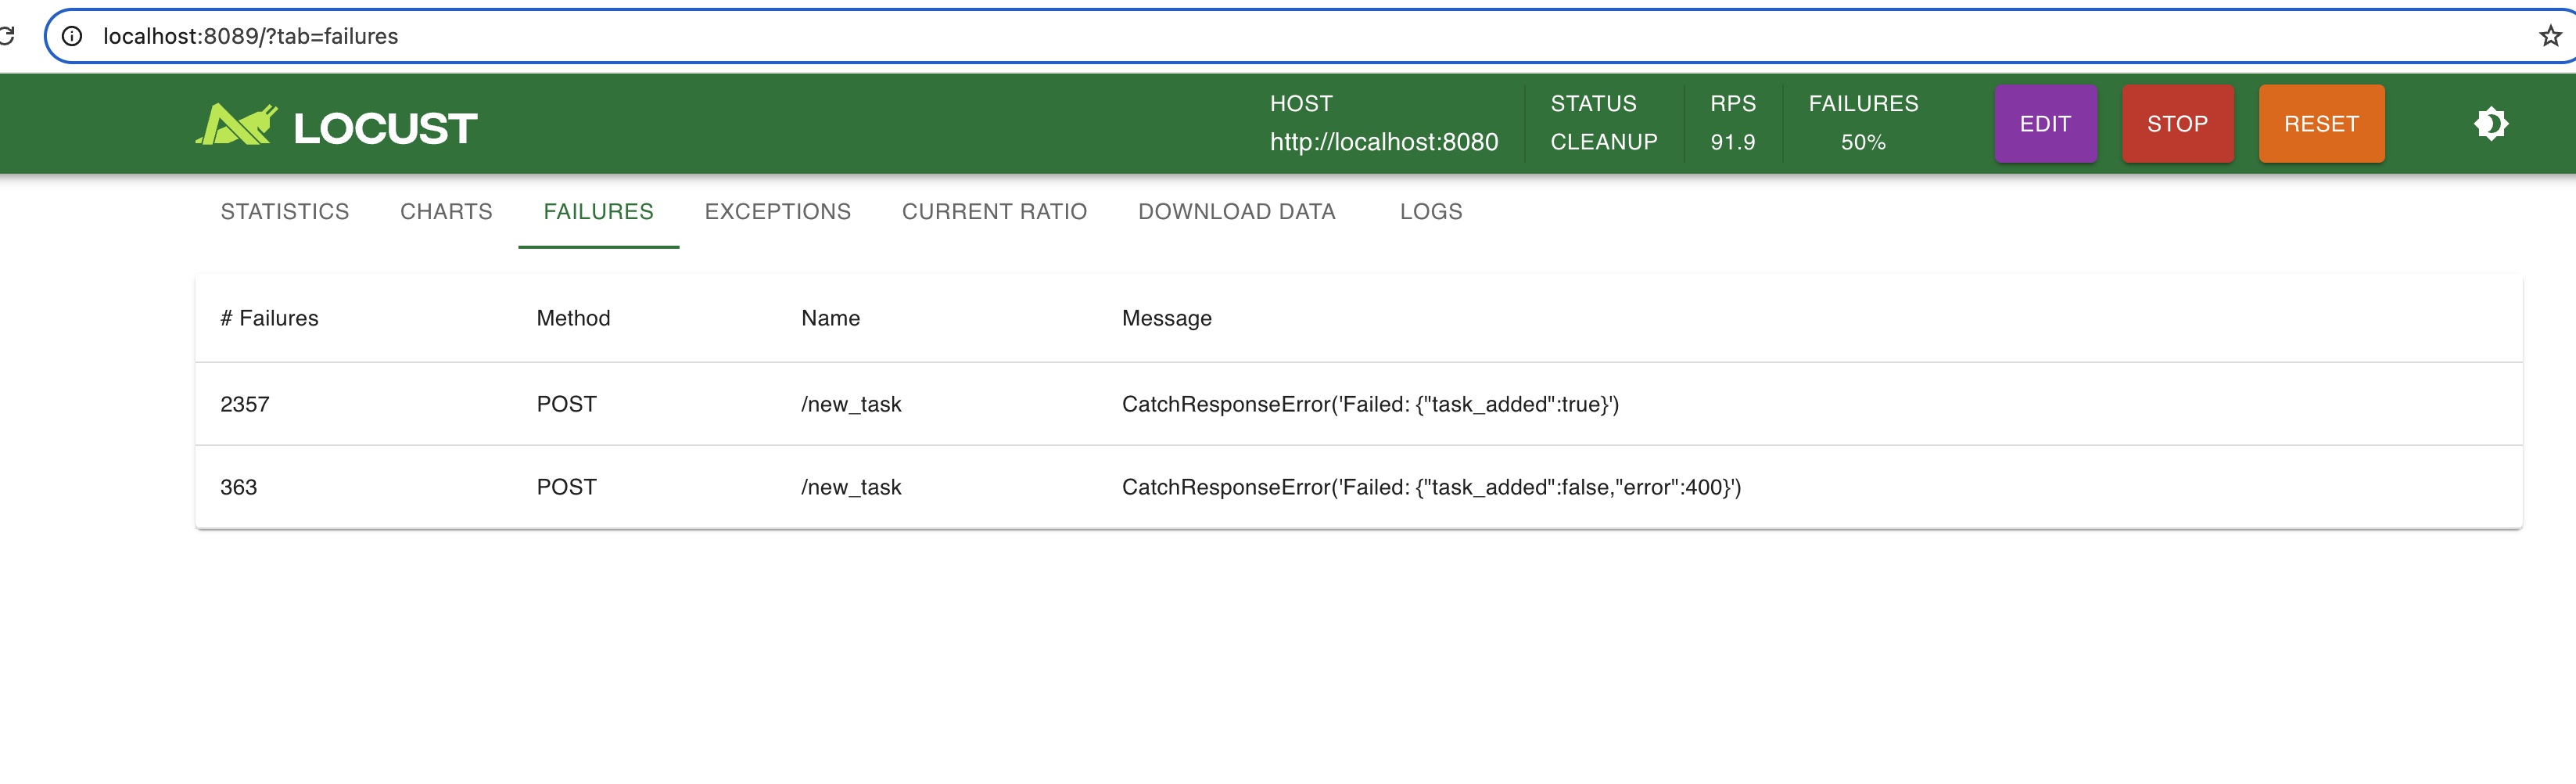 localhost:8089/?tab=failures
LOCUST
HOST
http://localhost:8080
STATUS
CLEANUP
RPS
91.9
FAILURES
50%
EDIT
STOP
RESET
STATISTICS CHARTS FAILURES EXCEPTIONS CURRENT RATIO DOWNLOAD DATA LOGS
# Failures Method Name Message
2357 POST /new_task CatchResponseError('Failed: {"task_added":true}')
363 POST /new_task CatchResponseError('Failed: {"task_added":false,"error":400}')